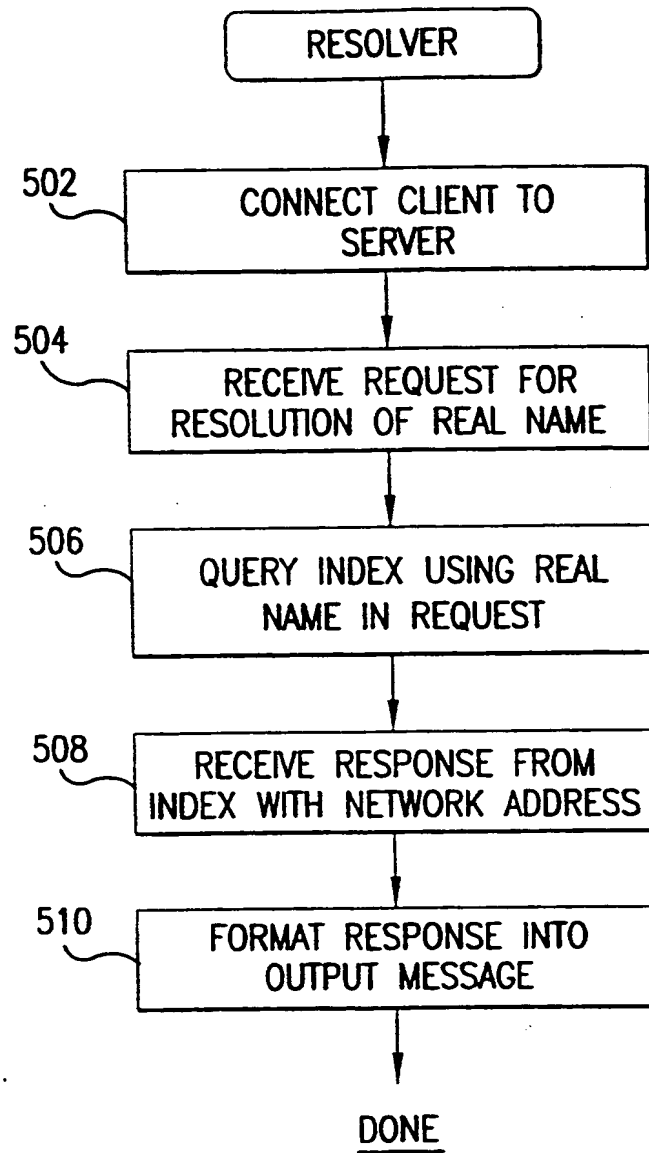 RESOLVER
502
CONNECT CLIENT TO
SERVER
504
RECEIVE REQUEST FOR
RESOLUTION OF REAL NAME
506
QUERY INDEX USING REAL
NAME IN REQUEST
508
RECEIVE RESPONSE FROM
INDEX WITH NETWORK ADDRESS
510
FORMAT RESPONSE INTO
OUTPUT MESSAGE
DONE